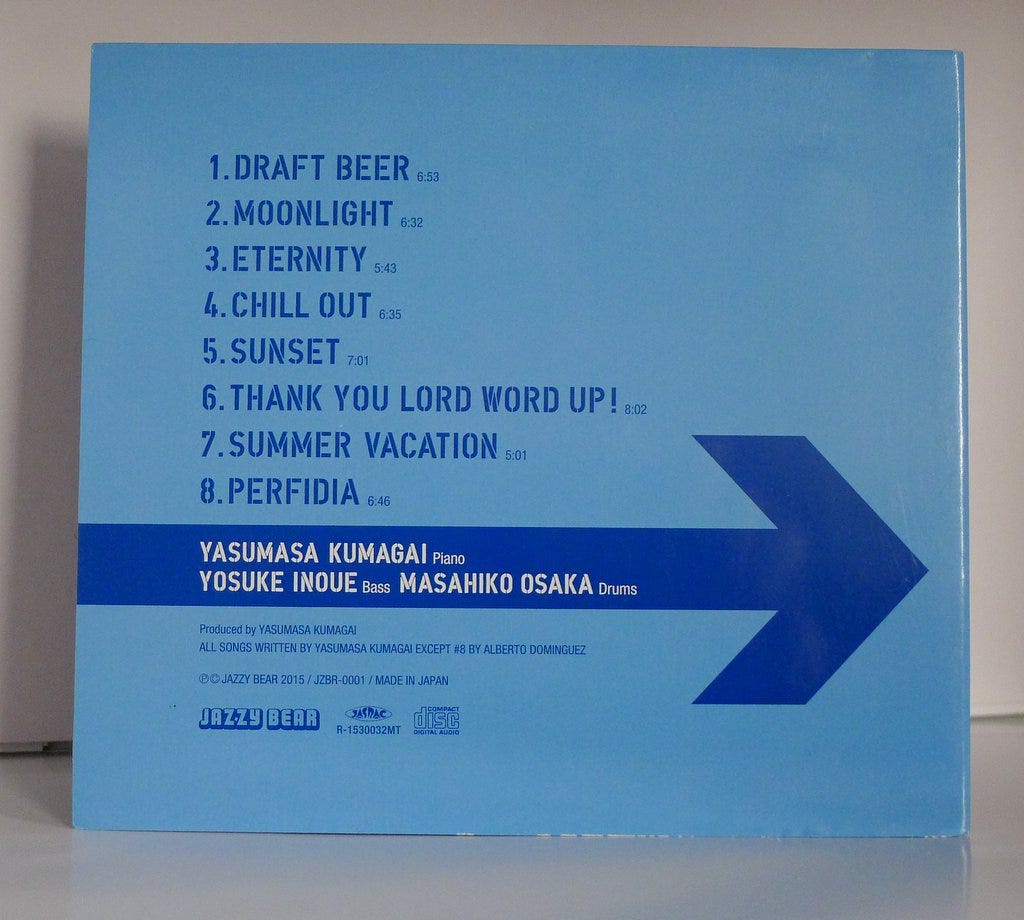 1. DRAFT BEER 6:53
2. MOONLIGHT 6:32
3. ETERNITY 5:43
4. CHILL OUT 6:35
5. SUNSET 7:01
6. THANK YOU LORD WORD UP! 8:02
7. SUMMER VACATION 5:01
8. PERFIDIA 6:46
YASUMASA KUMAGAI Piano
YOSUKE INOUE Bass MASAHIKO OSAKA Drums
Produced by YASUMASA KUMAGAI
ALL SONGS WRITTEN BY YASUMASA KUMAGAI EXCEPT #8 BY ALBERTO DOMINGUEZ
℗© JAZZY BEAR 2015 / JZBR-0001 / MADE IN JAPAN
JAZZY BEAR
JASRAC
R-1530032MT
COMPACT
disc
DIGITAL AUDIO